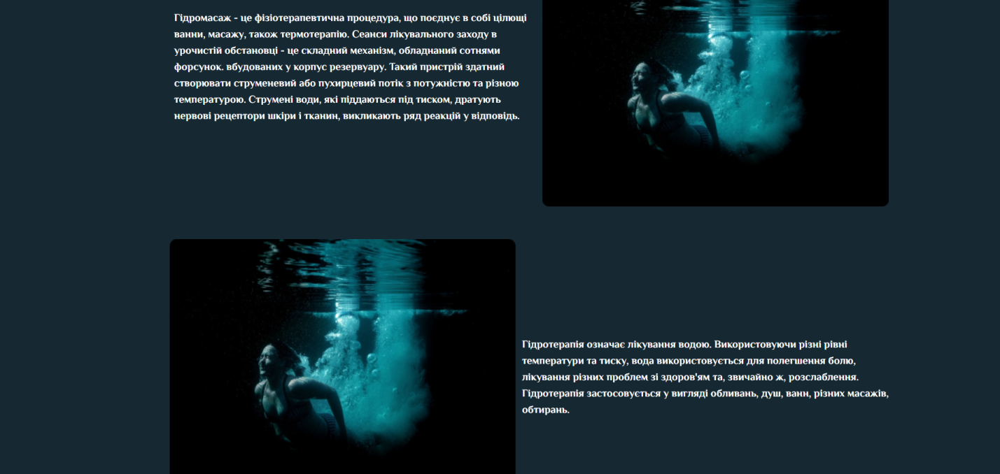 Гідромасаж - це фізіотерапевтична процедура, що поєднує в собі цілющі
ванни, масажу, також термотерапію. Сеанси лікувального заходу в
урочистій обстановці - це складний механізм, обладнаний сотнями
форсунок. вбудованих у корпус резервуару. Такий пристрій здатний
створювати струменевий або пухирцевий потік з потужністю та різною
температурою. Струмені води, які піддаються під тиском, дратують
нервові рецептори шкіри і тканин, викликають ряд реакцій у відповідь.
Гідротерапія означає лікування водою. Використовуючи різні рівні
температури та тиску, вода використовується для полегшення болю,
лікування різних проблем зі здоров'ям та, звичайно ж, розслаблення.
Гідротерапія застосовується у вигляді обливань, душ, ванн, різних масажів,
обтирань.